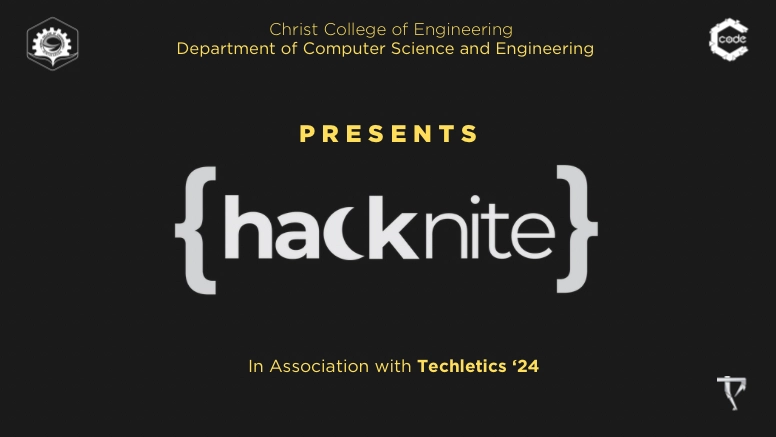 Christ College of Engineering
Department of Computer Science and Engineering
code
PRESENTS
{hacknite}
In Association with Techletics ‘24